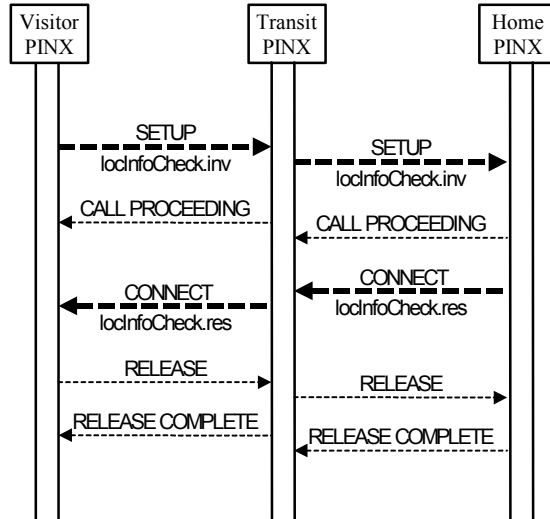 Visitor
PINX
Transit
PINX
Home
PINX
SETUP
locInfoCheck.inv
SETUP
locInfoCheck.inv
CALL PROCEEDING
CALL PROCEEDING
CONNECT
locInfoCheck.res
CONNECT
locInfoCheck.res
RELEASE
RELEASE
RELEASE COMPLETE
RELEASE COMPLETE